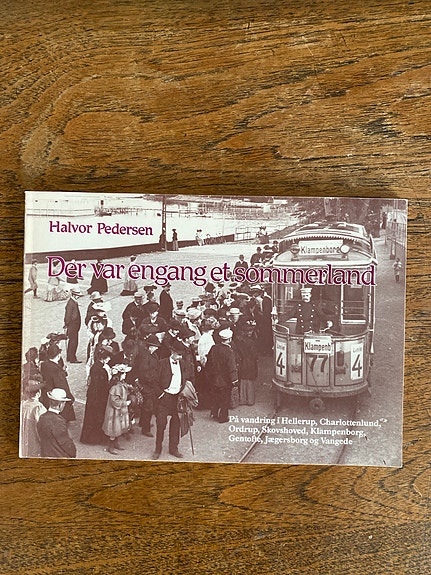 Halvor Pedersen
Der var engang et sommerland
Klampenborg
Klampenb.
4 77 4
På vandring i Hellerup, Charlottenlund,
Ordrup, Skovshoved, Klampenborg,
Gentofte, Jægersborg og Vangede